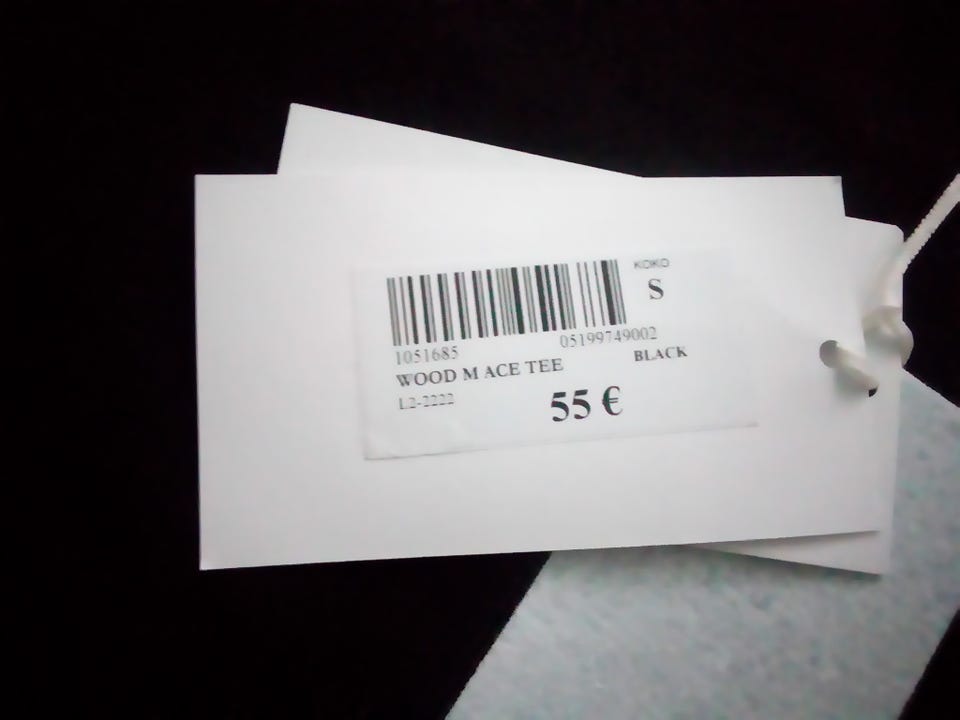 KOKO
S
1051685 05199749002
WOOD M ACE TEE BLACK
L2-2222
55 €